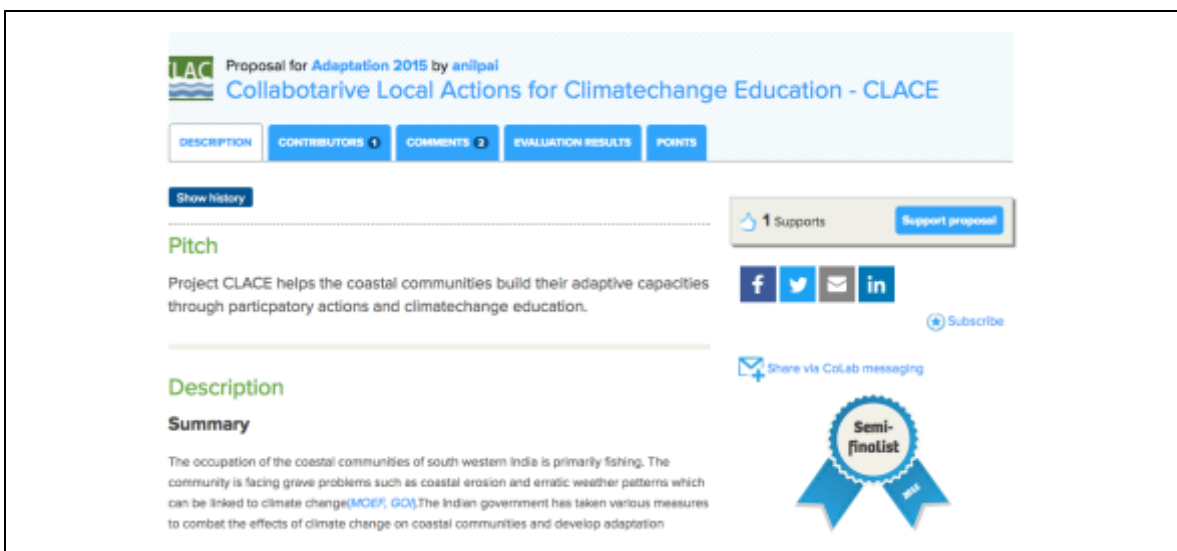 CLAC
Proposal for Adaptation 2015 by anilpai
Collabotarive Local Actions for Climatechange Education - CLACE
DESCRIPTION CONTRIBUTORS 1 COMMENTS 2 EVALUATION RESULTS POINTS
Show history
1 Supports Support proposal
Pitch
Project CLACE helps the coastal communities build their adaptive capacities
through particpatory actions and climatechange education.
f in
Subscribe
Share via CoLab messaging
Description
Summary
The occupation of the coastal communities of south western India is primarily fishing. The
community is facing grave problems such as coastal erosion and erratic weather patterns which
can be linked to climate change(MOEF, GOI).The Indian government has taken various measures
to combat the effects of climate change on coastal communities and develop adaptation
Semi-
finalist
2015